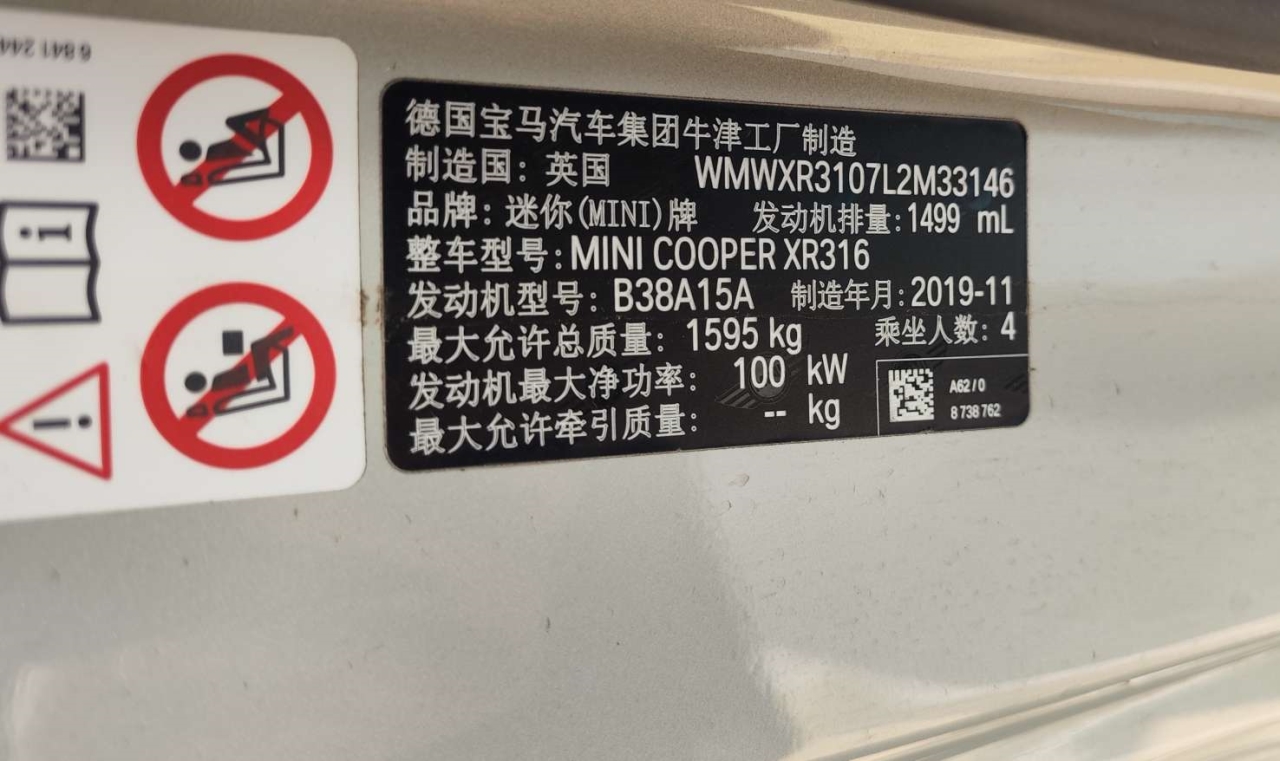 6 841 244
德国宝马汽车集团牛津工厂制造
制造国: 英国 WMWXR3107L2M33146
品牌: 迷你(MINI)牌 发动机排量:1499 mL
整车型号:MINI COOPER XR316
发动机型号: B38A15A 制造年月:2019-11
最大允许总质量: 1595 kg 乘坐人数: 4
发动机最大净功率: 100 kW
最大允许牵引质量: -- kg
A62/0
8 738 762